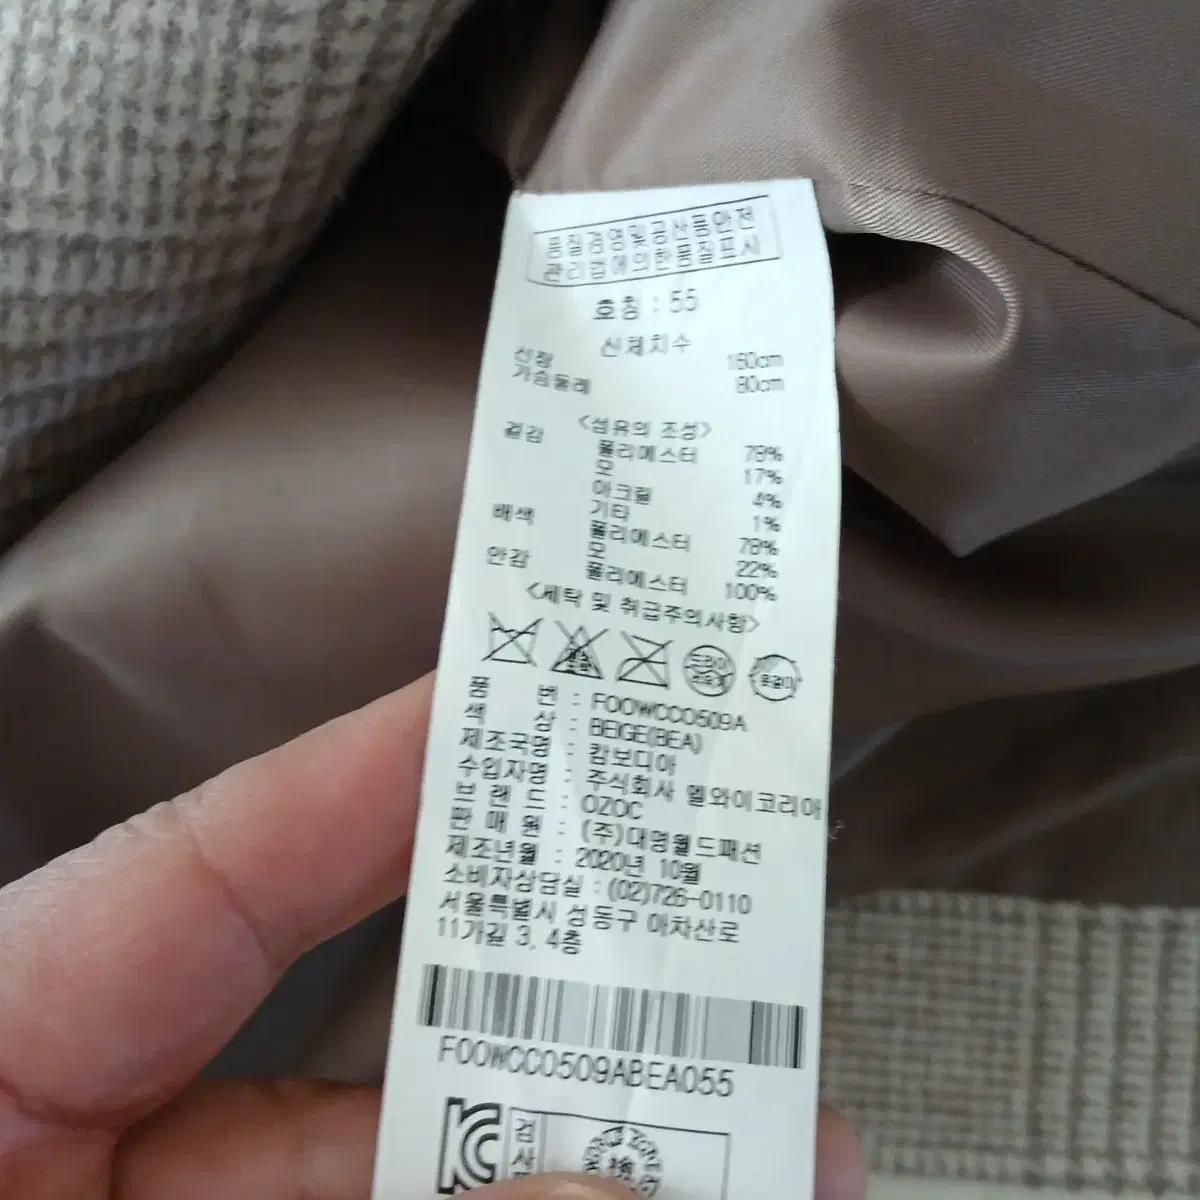 품질경영및공산품안전
관리법에의한품질표시
호칭 : 55
신체치수
신장 160cm
가슴둘레 80cm
<섬유의 조성>
겉감 폴리에스터 78%
모 17%
아크릴 4%
기타 1%
배색 폴리에스터 78%
모 22%
안감 폴리에스터 100%
<세탁 및 취급주의사항>
드라이
품 번 : F00WCC0509A
색 상 : BEIGE(BEA)
제조국명 : 캄보디아
수입자명 : 주식회사 월와이코리아
브 랜 드 : OZOC
판 매 원 : (주)대명월드패션
제조년월 : 2020년 10월
소비자상담실 : (02)726-0110
서울특별시 성동구 아차산로
11가길 3, 4층
F00WCC0509ABEA055
KC